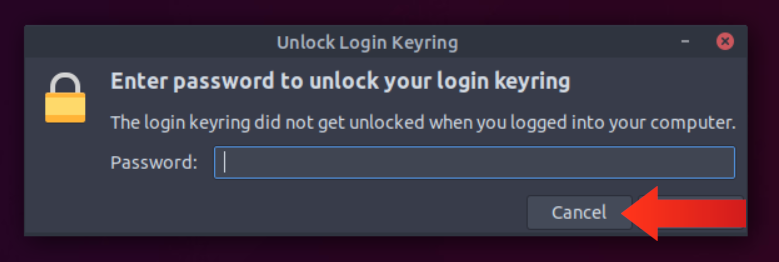 Unlock Login Keyring
Enter password to unlock your login keyring
The login keyring did not get unlocked when you logged into your computer.
Password:
Cancel